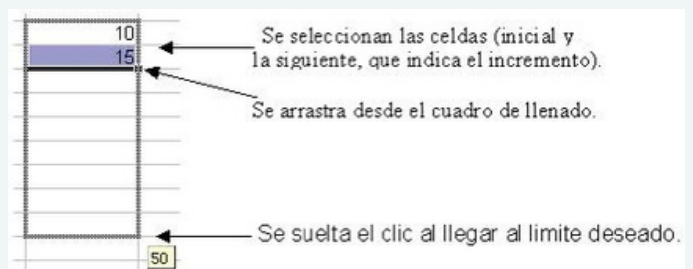 10
Se seleccionan las celdas (inicial y
15
la siguiente, que indica el incremento).
Se arrastra desde el cuadro de llenado.
Se suelta el clic al llegar al limite deseado.
50